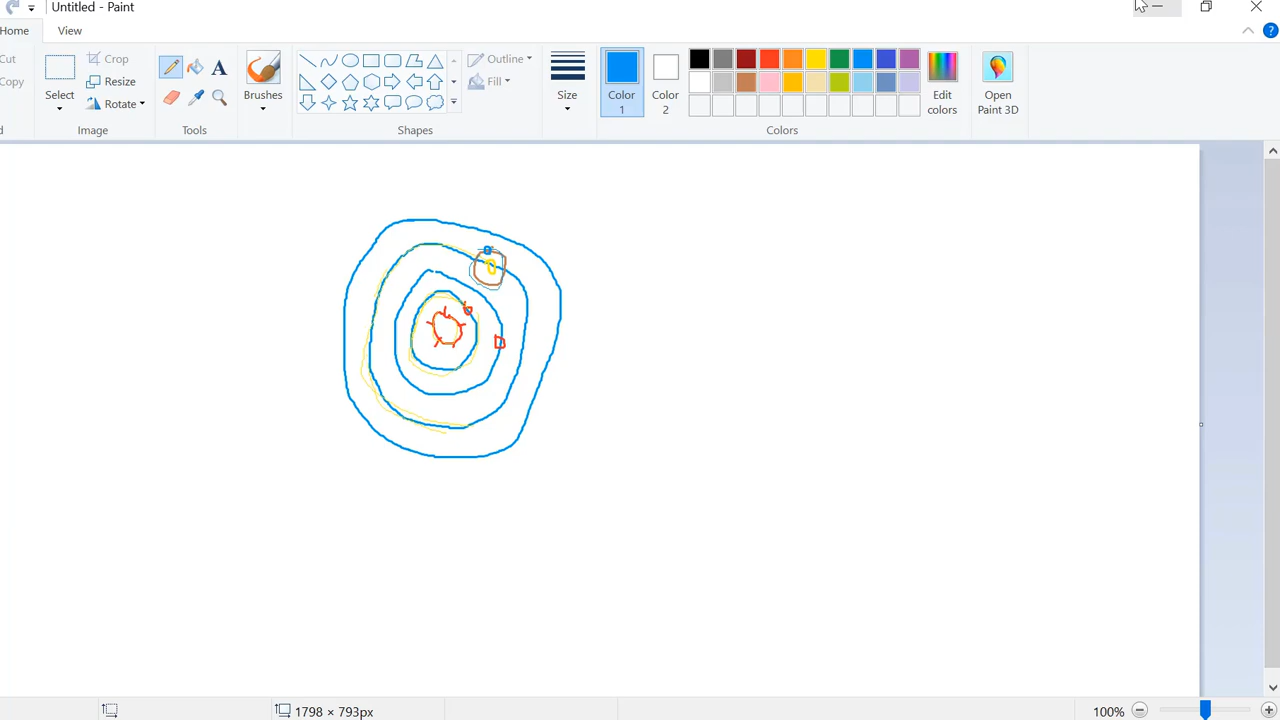 Untitled - Paint
Home View
Cut
Copy
Select
Crop
Resize
Rotate
Image
A
Tools
Brushes
Outline
Fill
Shapes
Size
Color
1
Color
2
Edit
colors
Colors
Open
Paint 3D
1798 × 793px
100%